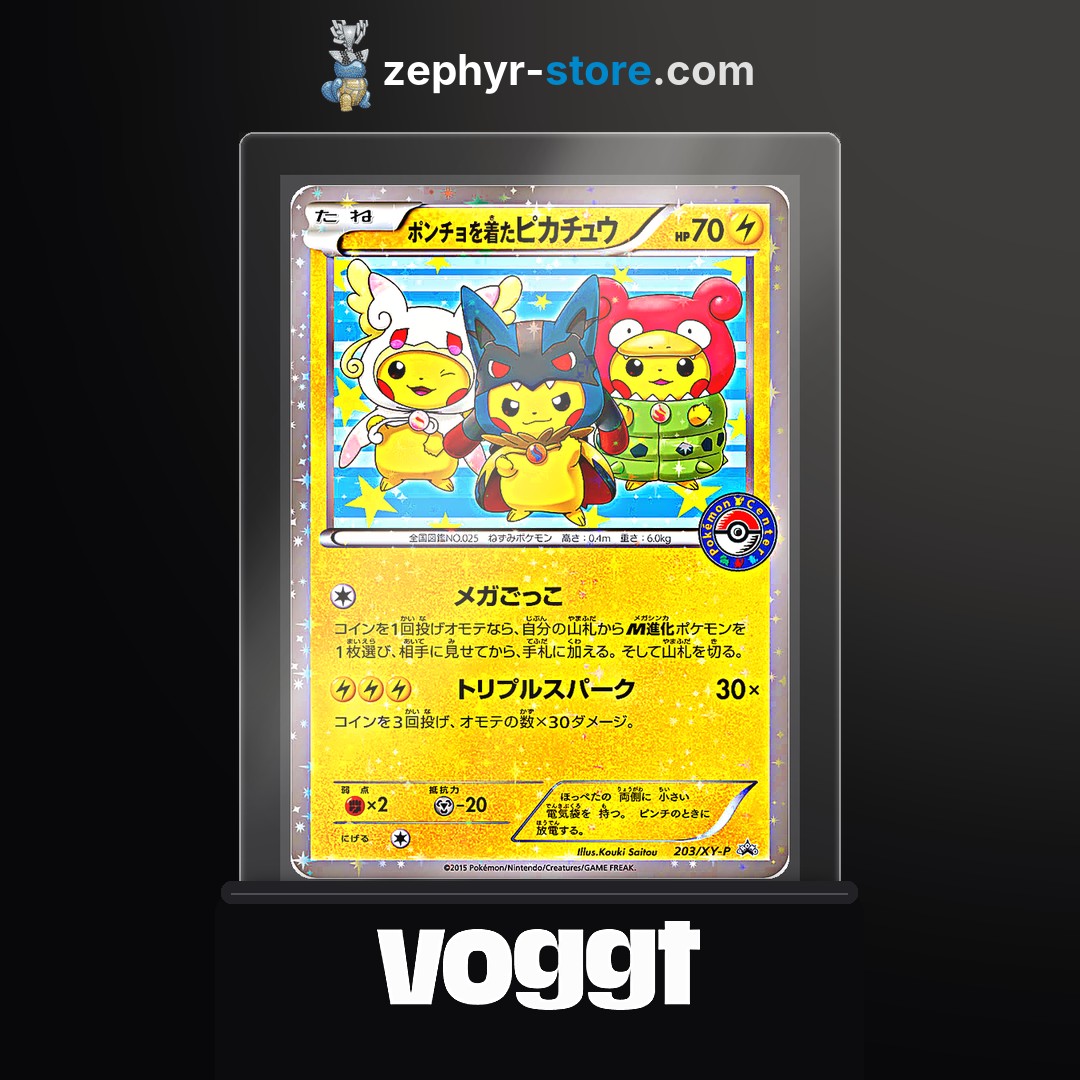 zephyr-store.com
たね
ポンチョを着たピカチュウ
HP70
Pokémon Center
全国図鑑NO.025 ねずみポケモン 高さ:0.4m 重さ:6.0kg
メガごっこ
コインを1回投げオモテなら、自分の山札からM進化ポケモンを
1枚選び、相手に見せてから、手札に加える。そして山札を切る。
トリプルスパーク 30×
コインを3回投げ、オモテの数×30ダメージ。
弱点 抵抗力
×2 -20
にげる
ほっぺたの 両側に 小さい
電気袋を 持つ。 ピンチのときに
放電する。
Illus.Kouki Saitou 203/XY-P
©2015 Pokémon/Nintendo/Creatures/GAME FREAK.
voggt